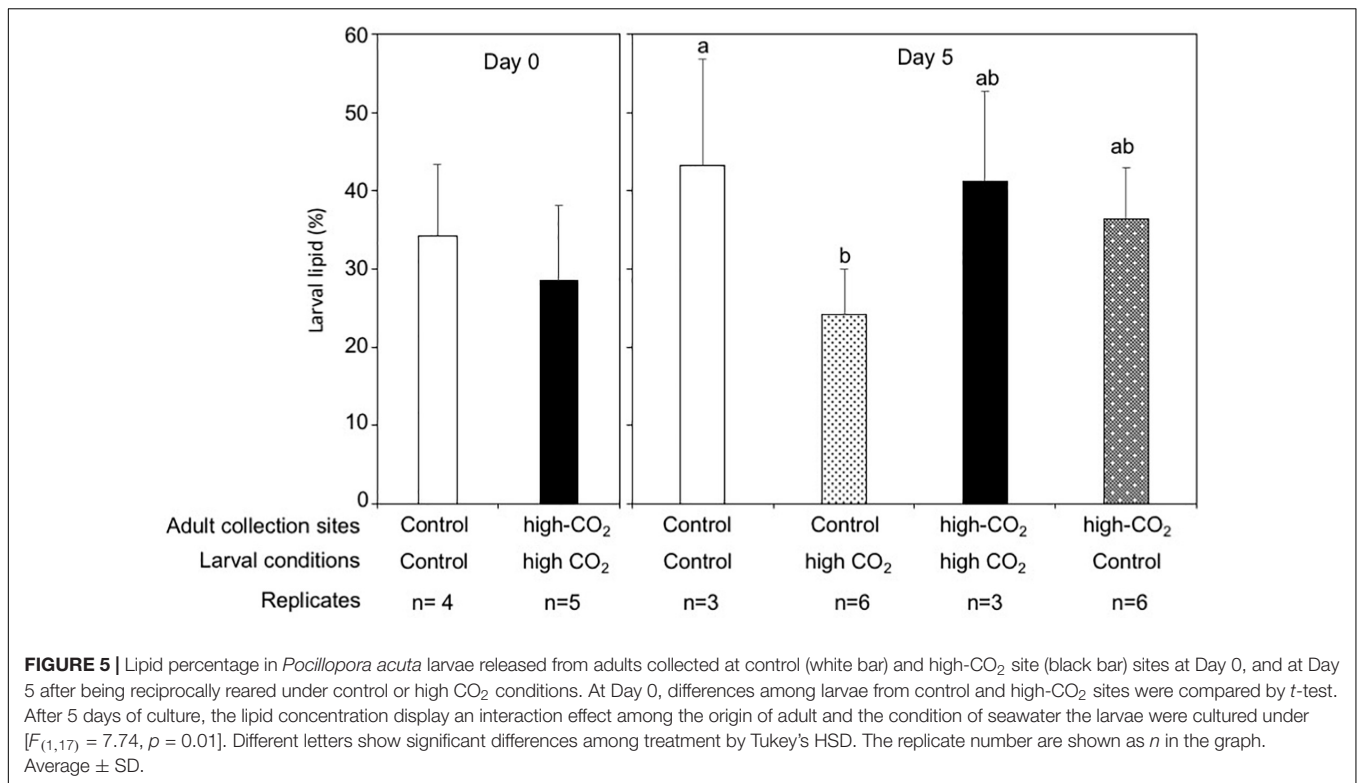 60
50
40
30
20
10
0
Larval lipid (%)
Day 0
Day 5
a
b
ab
ab
Adult collection sites Control high-CO₂ Control Control high-CO₂ high-CO₂
Larval conditions Control high CO₂ Control high CO₂ high CO₂ Control
Replicates n= 4 n=5 n=3 n=6 n=3 n=6
FIGURE 5 | Lipid percentage in Pocillopora acuta larvae released from adults collected at control (white bar) and high-CO₂ site (black bar) sites at Day 0, and at Day
5 after being reciprocally reared under control or high CO₂ conditions. At Day 0, differences among larvae from control and high-CO₂ sites were compared by t-test.
After 5 days of culture, the lipid concentration display an interaction effect among the origin of adult and the condition of seawater the larvae were cultured under
[F(1,17) = 7.74, p = 0.01]. Different letters show significant differences among treatment by Tukey's HSD. The replicate number are shown as n in the graph.
Average ± SD.